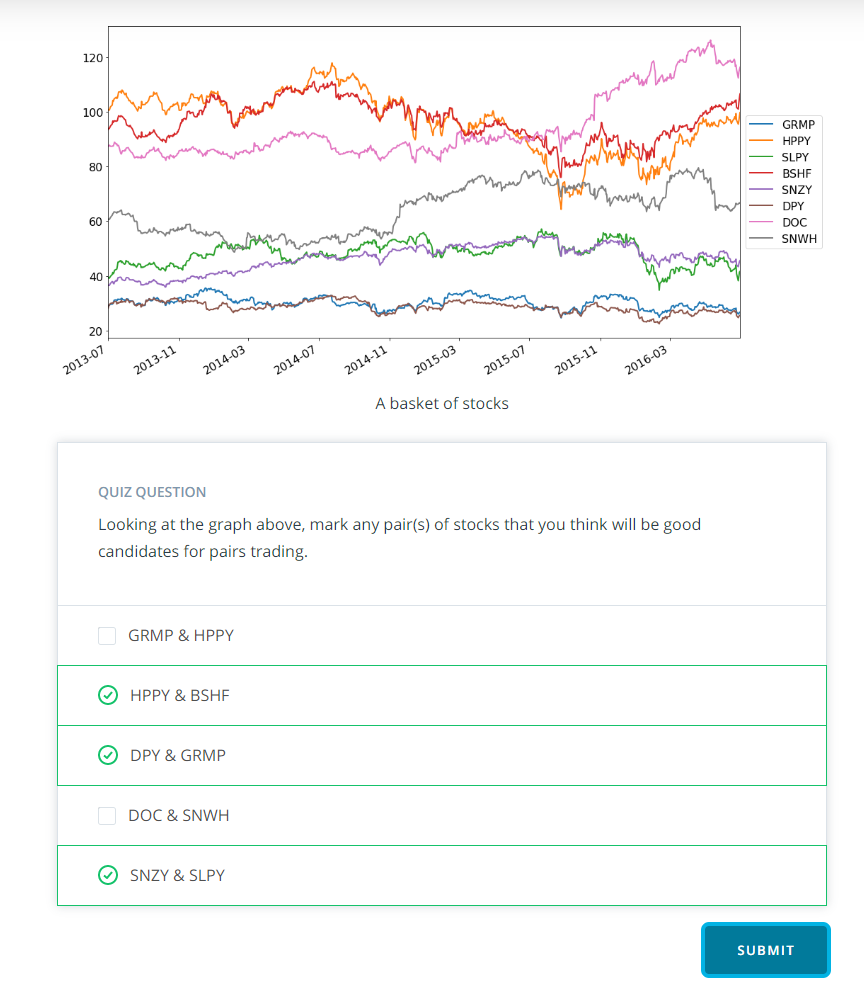 120
100
80
60
40
20
2013-07
2013-11
2014-03
2014-07
2014-11
2015-03
2015-07
2015-11
2016-03
GRMP
HPPY
SLPY
BSHF
SNZY
DPY
DOC
SNWH
A basket of stocks
QUIZ QUESTION
Looking at the graph above, mark any pair(s) of stocks that you think will be good
candidates for pairs trading.
GRMP & HPPY
HPPY & BSHF
DPY & GRMP
DOC & SNWH
SNZY & SLPY
SUBMIT